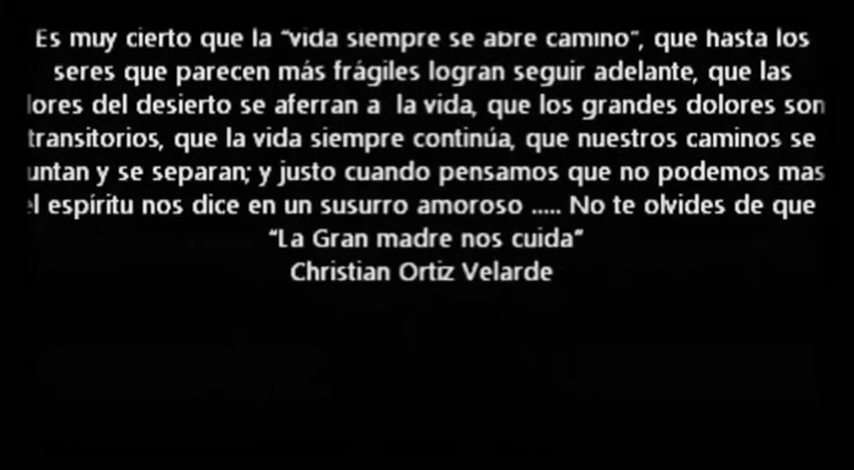 Es muy cierto que la "vida siempre se abre camino", que hasta los
seres que parecen más frágiles logran seguir adelante, que las
lores del desierto se aferran a la vida, que los grandes dolores son
transitorios, que la vida siempre continúa, que nuestros caminos se
untan y se separan; y justo cuando pensamos que no podemos mas
el espíritu nos dice en un susurro amoroso ..... No te olvides de que
"La Gran madre nos cuida"
Christian Ortiz Velarde